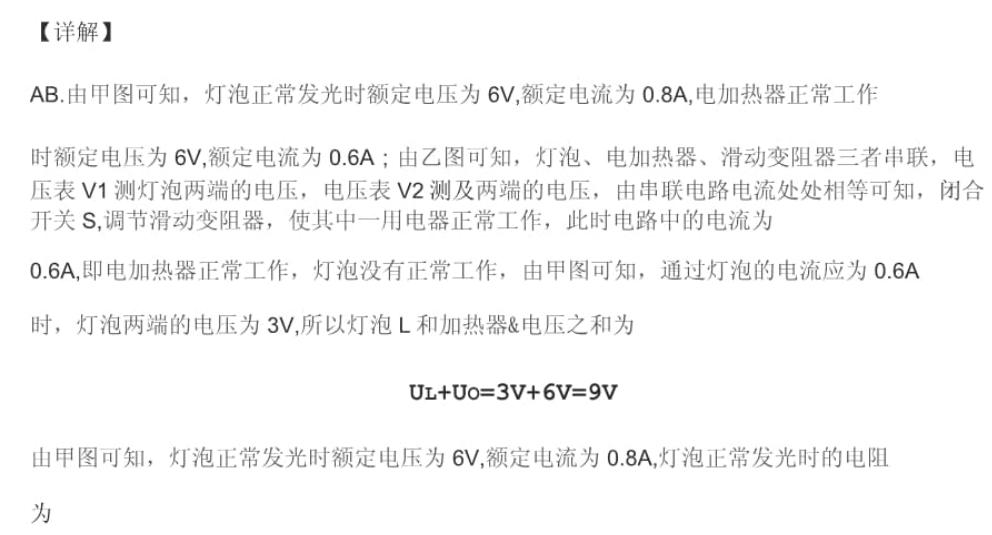 【详解】
AB.由甲图可知，灯泡正常发光时额定电压为 6V,额定电流为 0.8A,电加热器正常工作
时额定电压为 6V,额定电流为 0.6A；由乙图可知，灯泡、电加热器、滑动变阻器三者串联，电
压表 V1 测灯泡两端的电压，电压表 V2 测及两端的电压，由串联电路电流处处相等可知，闭合
开关 S,调节滑动变阻器，使其中一用电器正常工作，此时电路中的电流为
0.6A,即电加热器正常工作，灯泡没有正常工作，由甲图可知，通过灯泡的电流应为 0.6A
时，灯泡两端的电压为 3V,所以灯泡 L 和加热器&电压之和为
UL+UO=3V+6V=9V
由甲图可知，灯泡正常发光时额定电压为 6V,额定电流为 0.8A,灯泡正常发光时的电阻
为